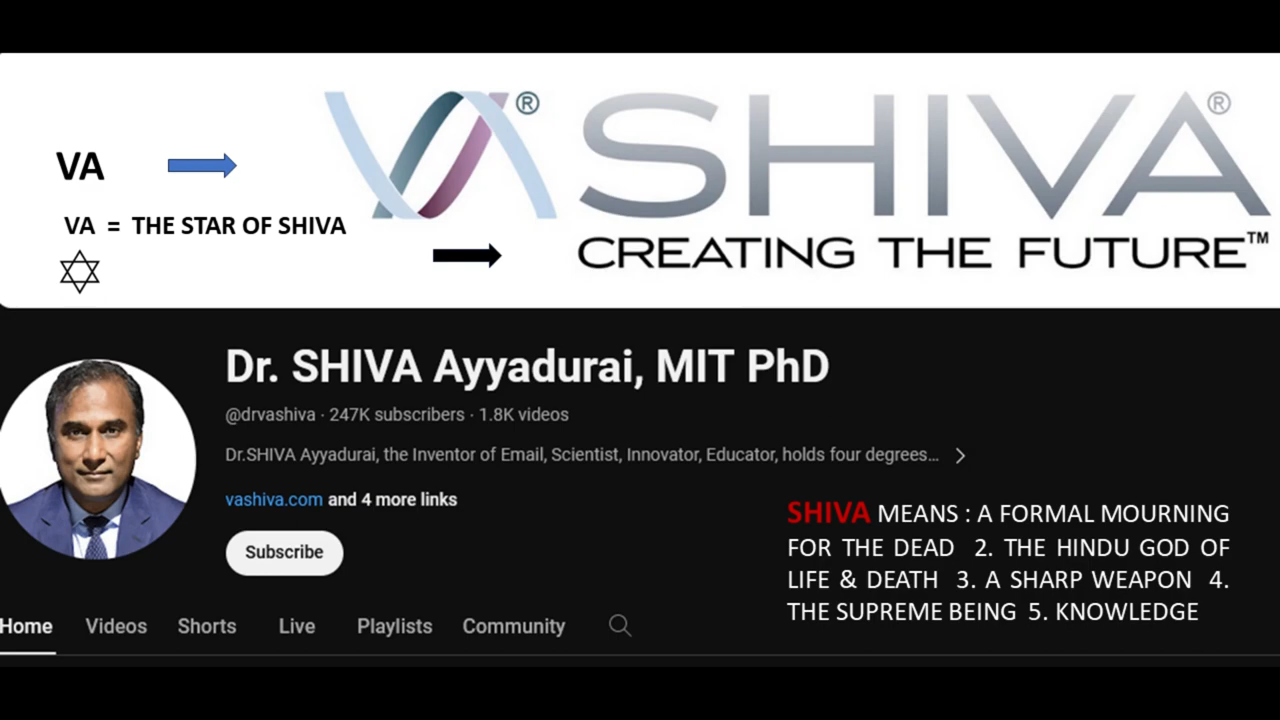 VA® SHIVA®
VA
VA = THE STAR OF SHIVA
CREATING THE FUTURE™
Dr. SHIVA Ayyadurai, MIT PhD
@drvashiva · 247K subscribers · 1.8K videos
Dr.SHIVA Ayyadurai, the Inventor of Email, Scientist, Innovator, Educator, holds four degrees...
vashiva.com and 4 more links
Subscribe
SHIVA MEANS : A FORMAL MOURNING
FOR THE DEAD 2. THE HINDU GOD OF
LIFE & DEATH 3. A SHARP WEAPON 4.
THE SUPREME BEING 5. KNOWLEDGE
Home Videos Shorts Live Playlists Community